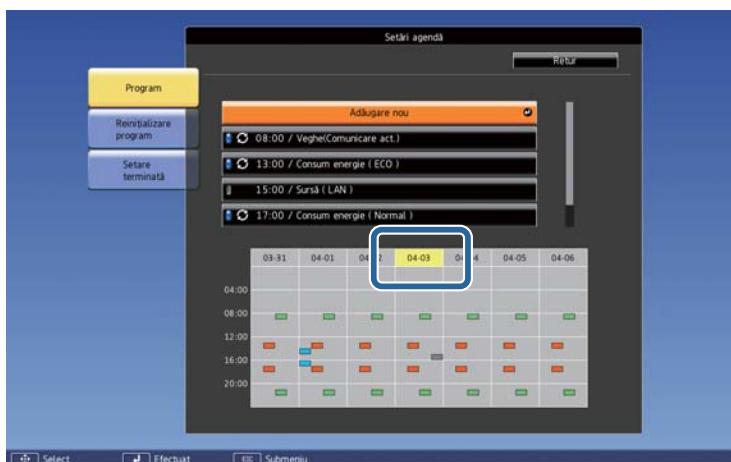 Setări agendă
Retur
Program
Reinițializare
program
Setare
terminată
Adăugare nou
08:00 / Veghe(Comunicare act.)
13:00 / Consum energie ( ECO )
15:00 / Sursă ( LAN )
17:00 / Consum energie ( Normal )
03-31 04-01 04-03 04-05 04-06
04:00
08:00
12:00
16:00
20:00
Select Efectuat Esc Submeniu